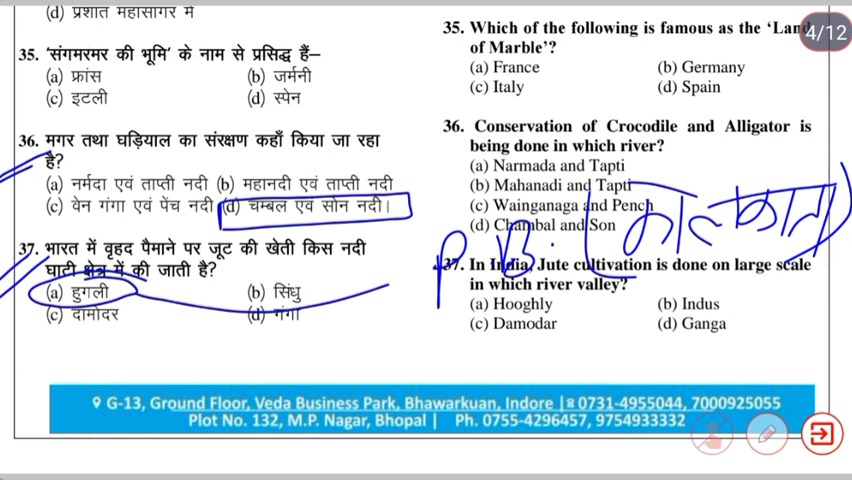 (d) प्रशांत महासागर में
35. 'संगमरमर की भूमि' के नाम से प्रसिद्ध हैं–
(a) फ्रांस (b) जर्मनी
(c) इटली (d) स्पेन
36. मगर तथा घड़ियाल का संरक्षण कहाँ किया जा रहा
है?
(a) नर्मदा एवं ताप्ती नदी (b) महानदी एवं ताप्ती नदी
(c) वेन गंगा एवं पेंच नदी (d) चम्बल एवं सोन नदी।
37. भारत में वृहद पैमाने पर जूट की खेती किस नदी
घाटी क्षेत्र में की जाती है?
(a) हुगली (b) सिंधु
(c) दामोदर (d) गंगा
35. Which of the following is famous as the 'Land
of Marble'?
(a) France (b) Germany
(c) Italy (d) Spain
36. Conservation of Crocodile and Alligator is
being done in which river?
(a) Narmada and Tapti
(b) Mahanadi and Tapti
(c) Wainganaga and Pench
(d) Chambal and Son
37. In India, Jute cultivation is done on large scale
in which river valley?
(a) Hooghly (b) Indus
(c) Damodar (d) Ganga
P.B. (कोलकाता)
4/12
G-13, Ground Floor, Veda Business Park, Bhawarkuan, Indore | 0731-4955044, 7000925055
Plot No. 132, M.P. Nagar, Bhopal | Ph. 0755-4296457, 9754933332